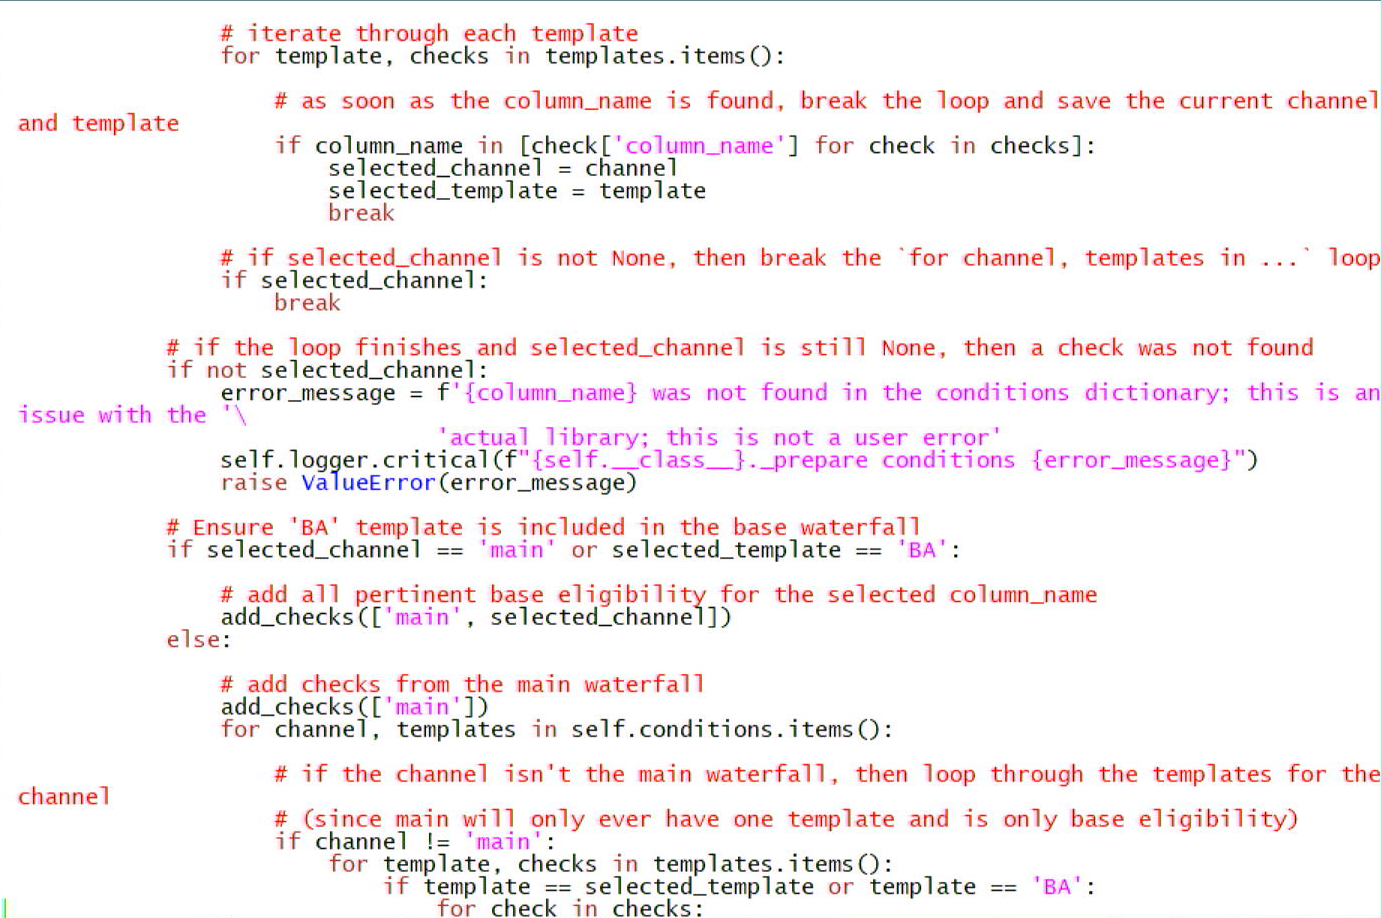 # iterate through each template
for template, checks in templates.items():
# as soon as the column_name is found, break the loop and save the current channel
and template
if column_name in [check['column_name'] for check in checks]:
selected_channel = channel
selected_template = template
break
# if selected_channel is not None, then break the `for channel, templates in ...` loop
if selected_channel:
break
# if the loop finishes and selected_channel is still None, then a check was not found
if not selected_channel:
error_message = f'{column_name} was not found in the conditions dictionary; this is an
issue with the '\
'actual library; this is not a user error'
self.logger.critical(f"{self.__class__}._prepare conditions {error_message}")
raise ValueError(error_message)
# Ensure 'BA' template is included in the base waterfall
if selected_channel == 'main' or selected_template == 'BA':
# add all pertinent base eligibility for the selected column_name
add_checks(['main', selected_channel])
else:
# add checks from the main waterfall
add_checks(['main'])
for channel, templates in self.conditions.items():
# if the channel isn't the main waterfall, then loop through the templates for the
channel
# (since main will only ever have one template and is only base eligibility)
if channel != 'main':
for template, checks in templates.items():
if template == selected_template or template == 'BA':
for check in checks: